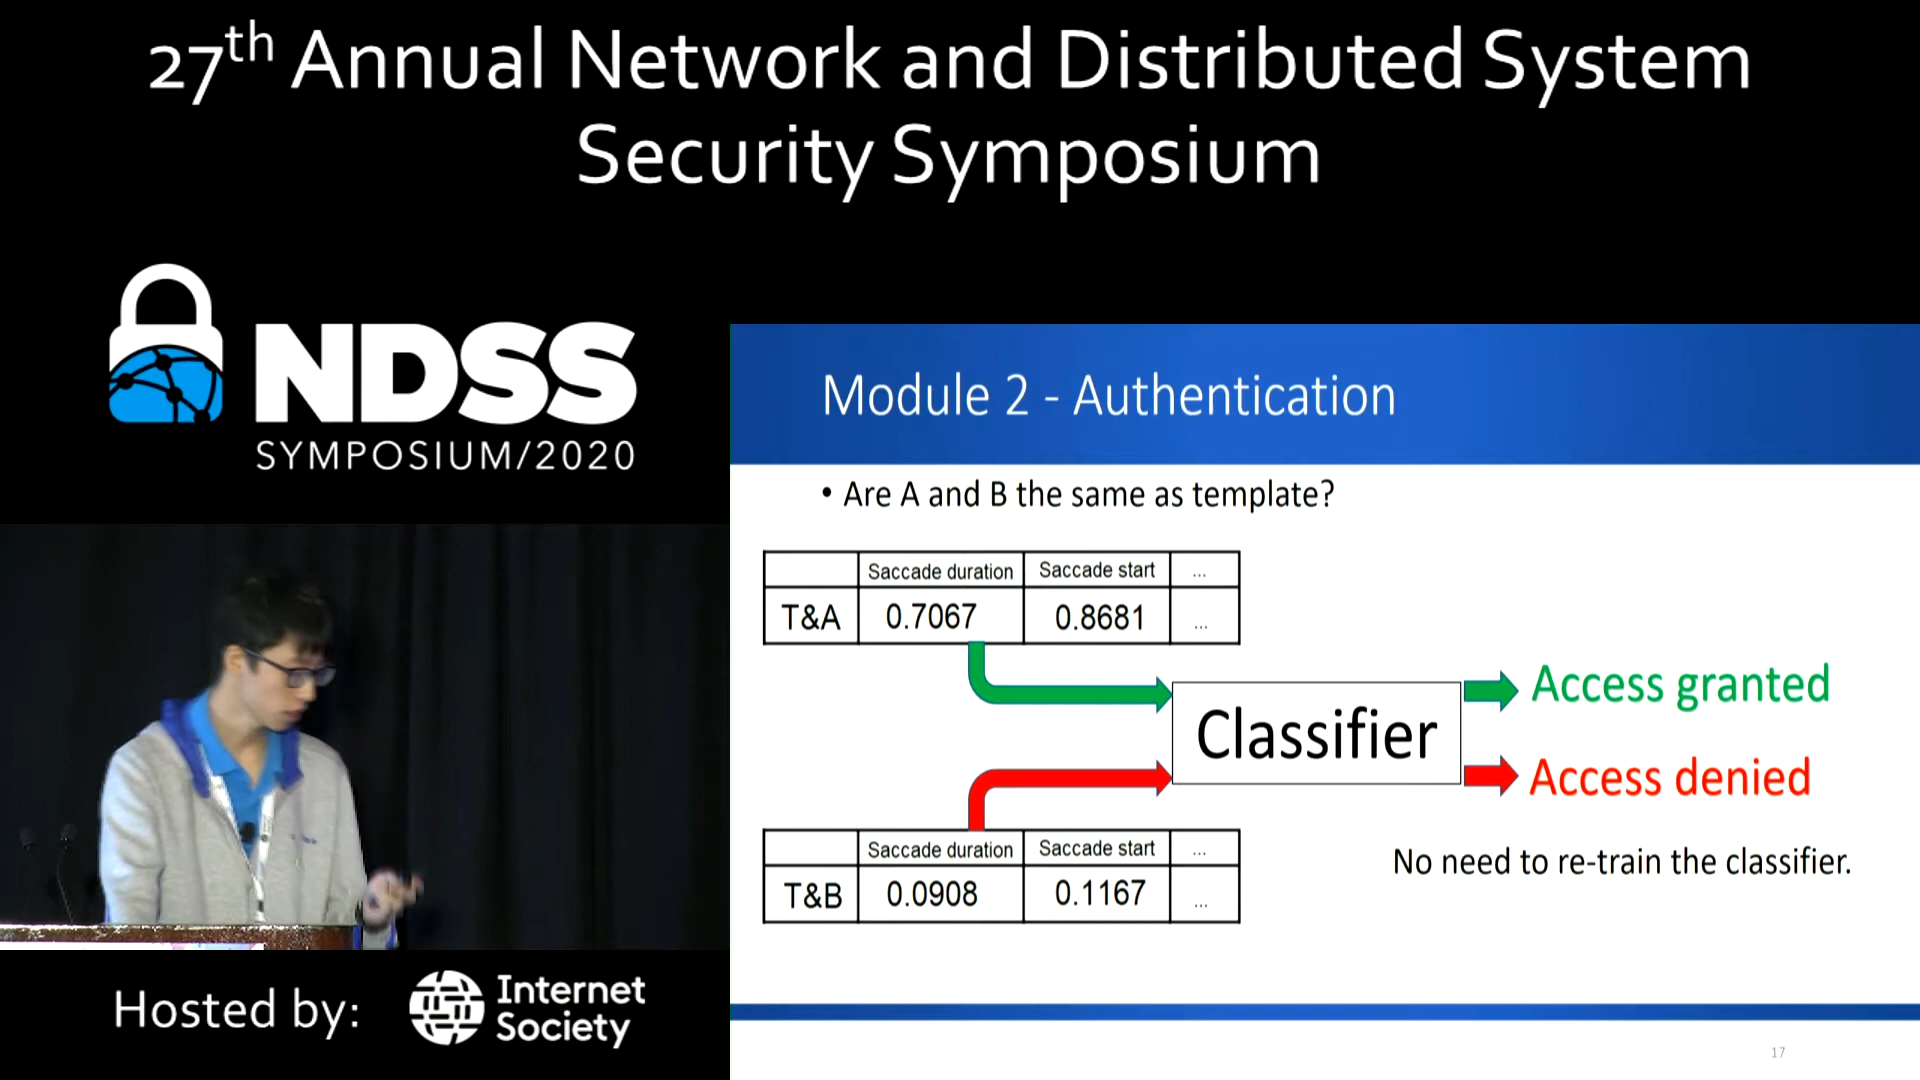 27th Annual Network and Distributed System
Security Symposium
NDSS
SYMPOSIUM/2020
Module 2 - Authentication
• Are A and B the same as template?
Saccade duration Saccade start ...
T&A 0.7067 0.8681 ...
Classifier
Access granted
Access denied
Saccade duration Saccade start ...
T&B 0.0908 0.1167 ...
No need to re-train the classifier.
17
Hosted by:
Internet
Society